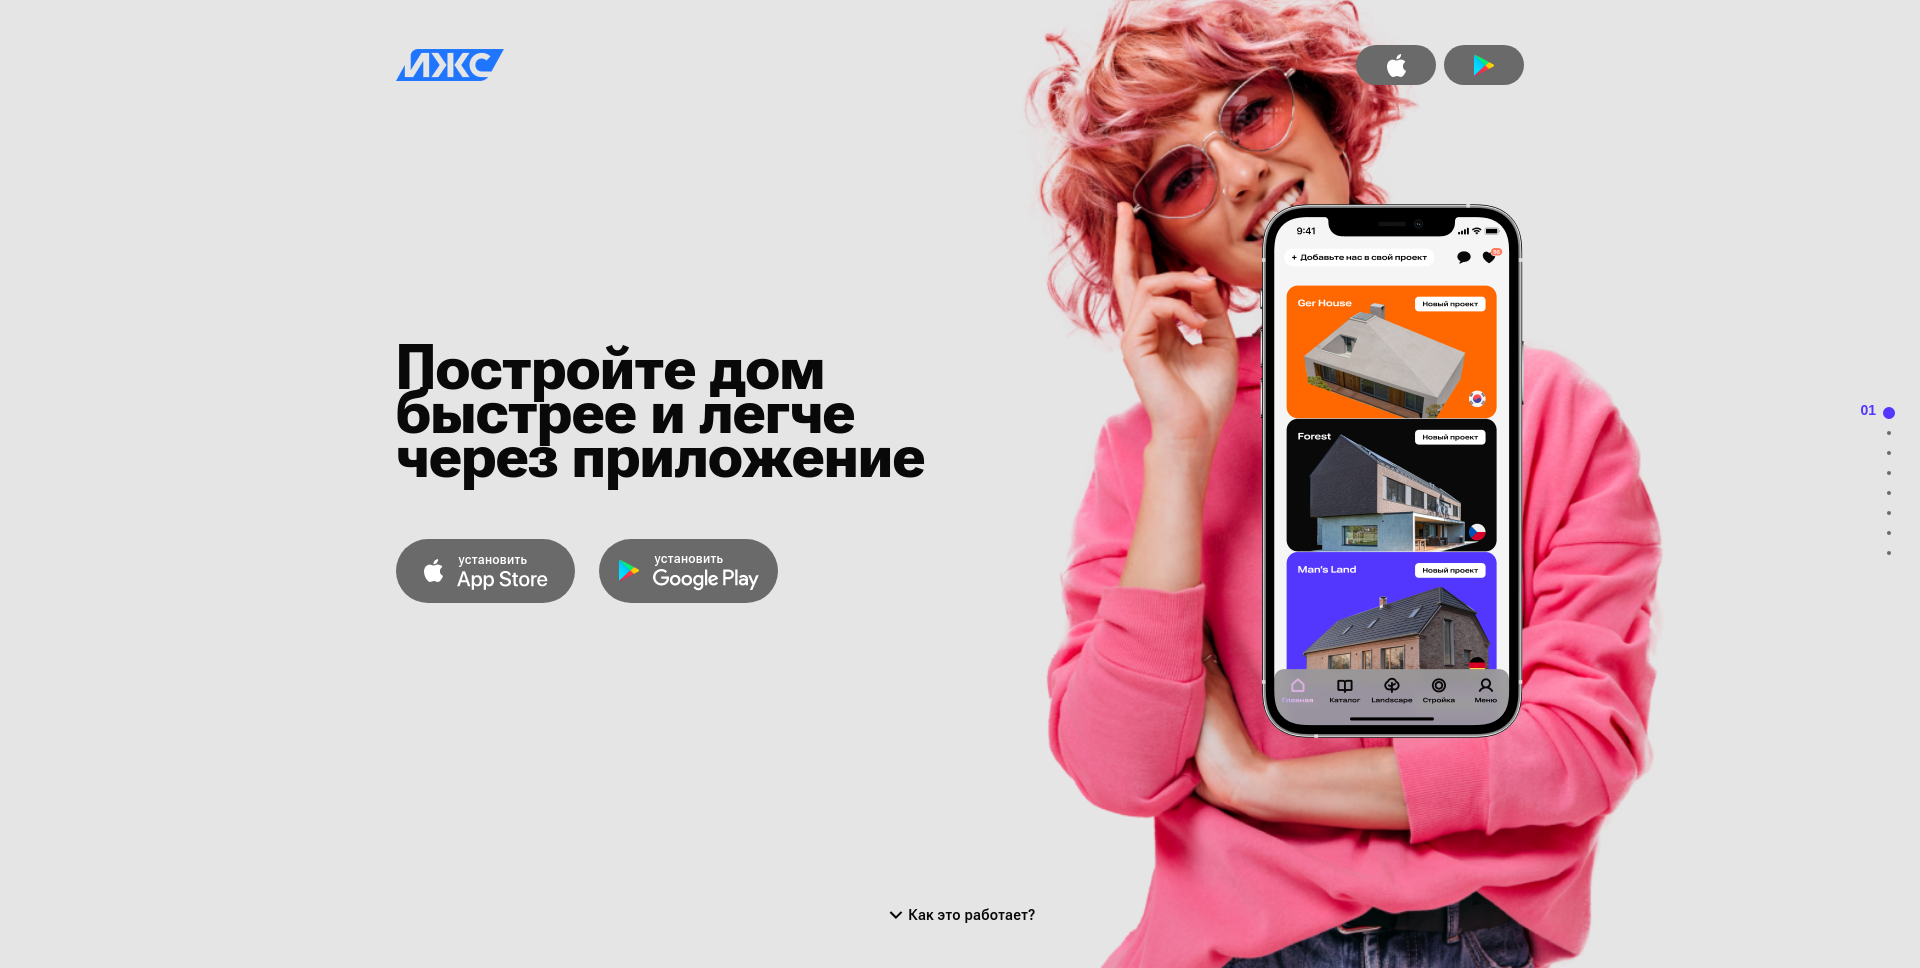 ИЖС
Постройте дом
быстрее и легче
через приложение
установить
App Store
установить
Google Play
9:41
+ Добавьте нас в свой проект
Ger House
Новый проект
Forest
Новый проект
Man's Land
Новый проект
Главная
Каталог
Landscape
Стройка
Меню
01
Как это работает?